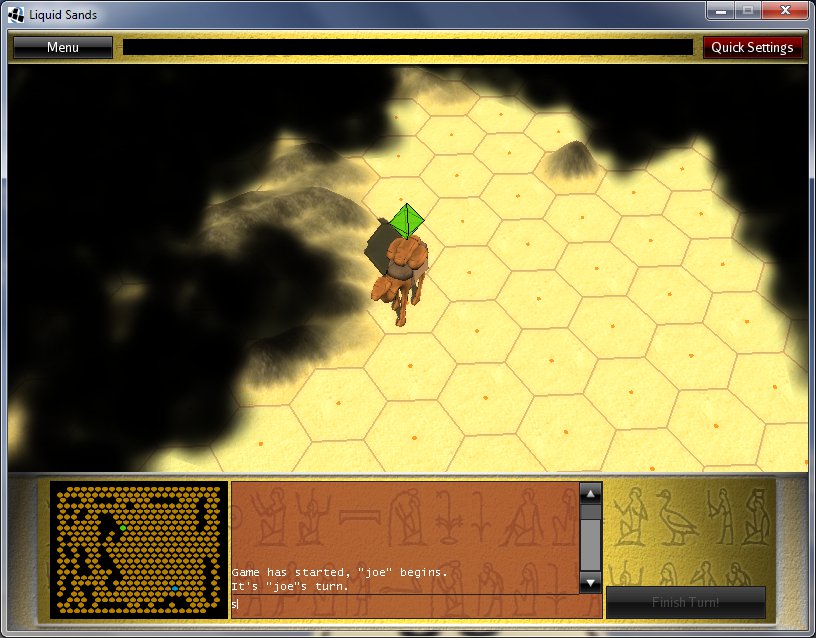 Liquid Sands
Menu
Quick Settings
Game has started, "joe" begins.
It's "joe"s turn.
s
Finish Turn!